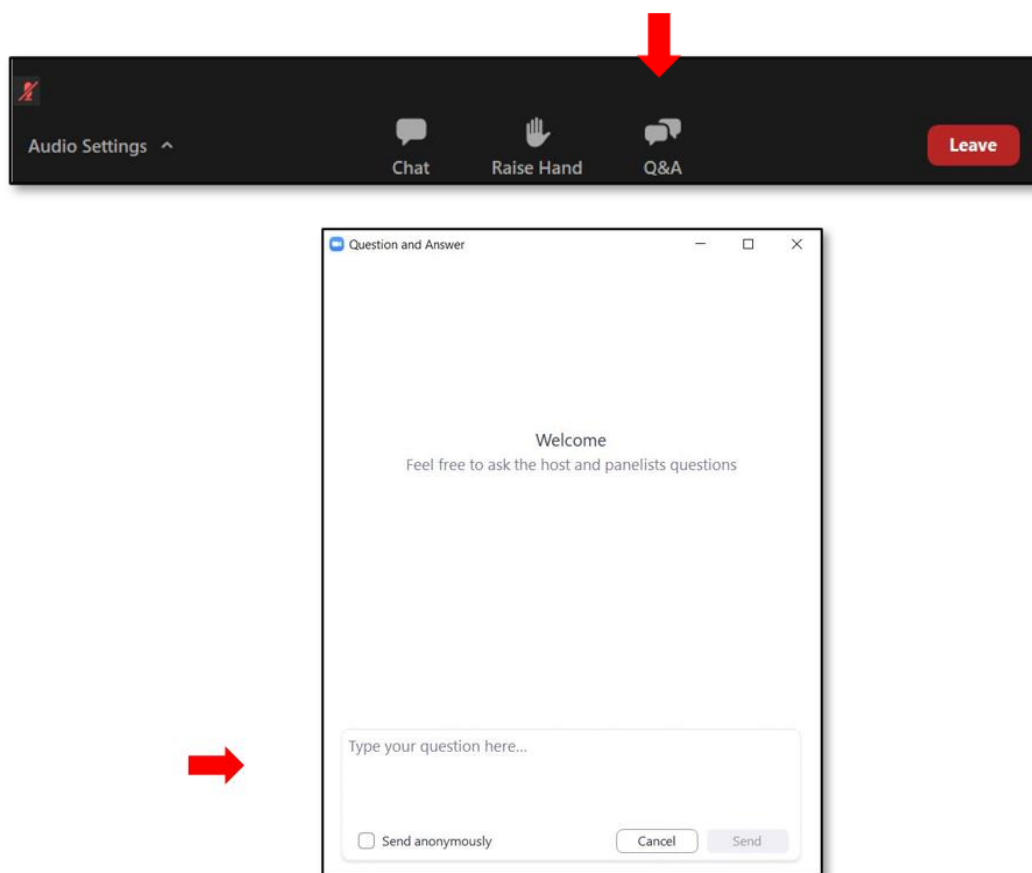 Audio Settings
Chat
Raise Hand
Q&A
Leave
Question and Answer
Welcome
Feel free to ask the host and panelists questions
Type your question here...
Send anonymously
Cancel
Send